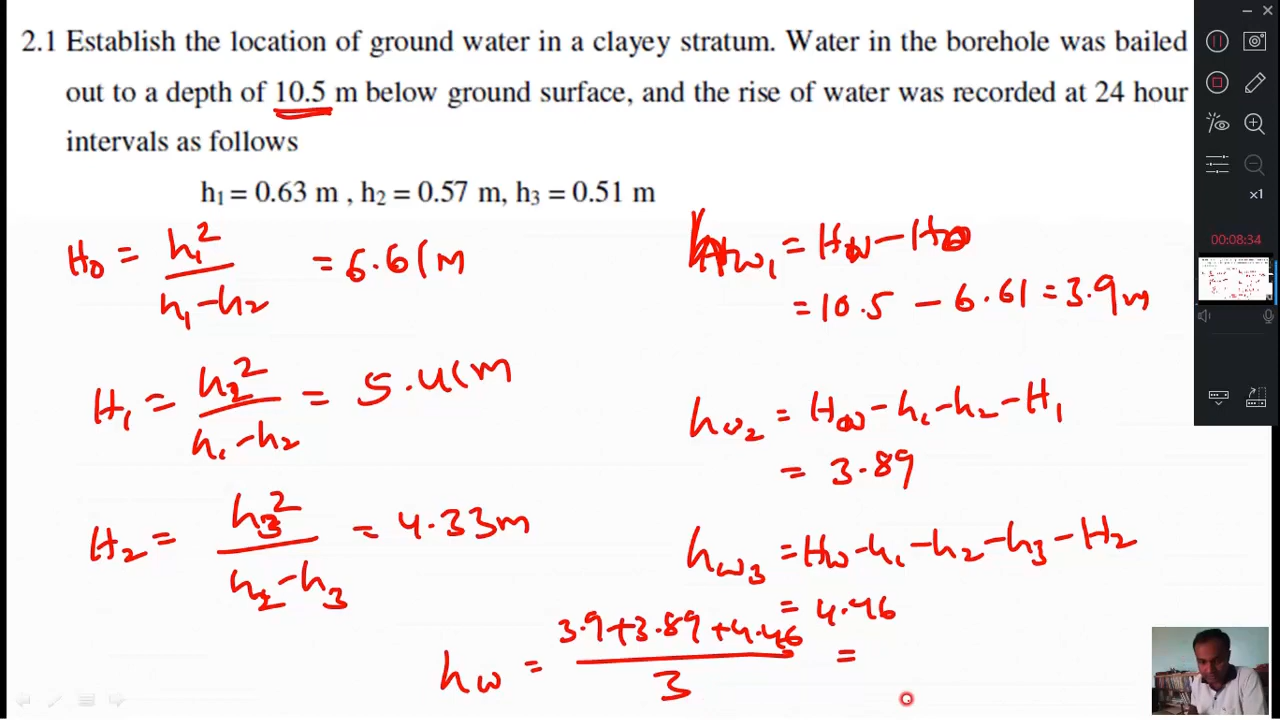 2.1 Establish the location of ground water in a clayey stratum. Water in the borehole was bailed
out to a depth of 10.5 m below ground surface, and the rise of water was recorded at 24 hour
intervals as follows
h₁ = 0.63 m , h₂ = 0.57 m, h₃ = 0.51 m
H₀ = h₁² / h₁-h₂ = 6.61 m
H₁ = h₂² / h₁-h₂ = 5.41 m
H₂ = h₃² / h₂-h₃ = 4.33 m
hw₁ = Hw - H₀
= 10.5 - 6.61 = 3.9 m
hw₂ = Hw - h₁ - h₂ - H₁
= 3.89
hw₃ = Hw - h₁ - h₂ - h₃ - H₂
= 4.46
hw = 3.9+3.89+4.46 / 3 =
×1
00:08:34